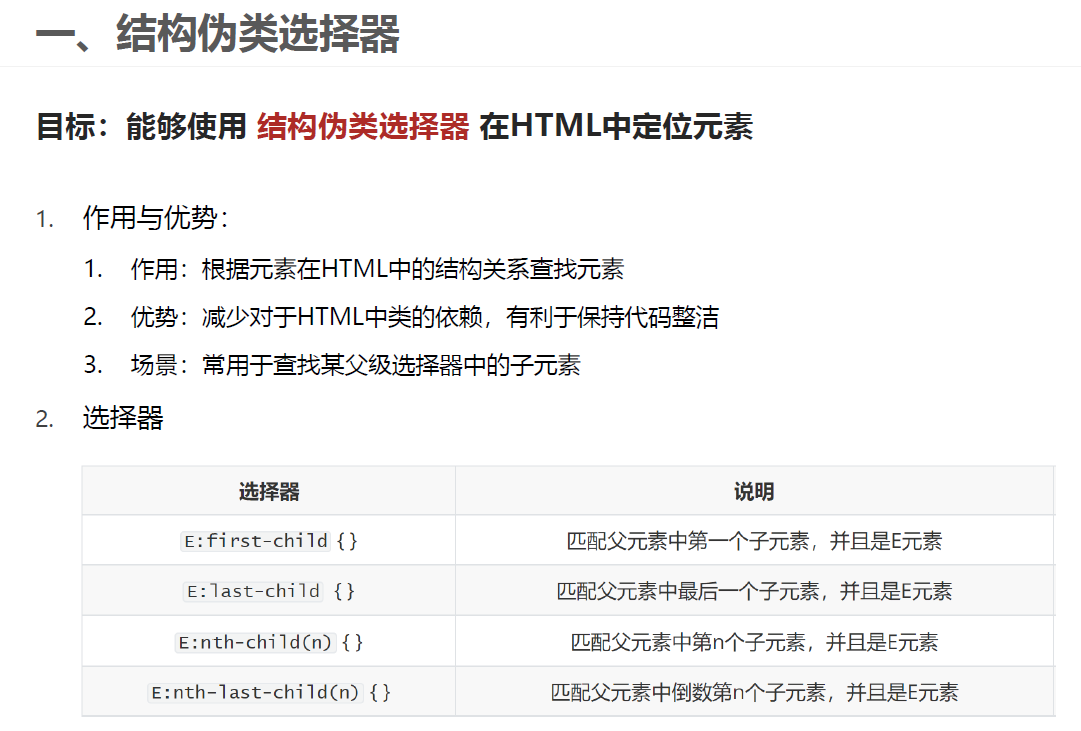 一、结构伪类选择器
目标：能够使用 结构伪类选择器 在HTML中定位元素
1. 作用与优势：
1. 作用：根据元素在HTML中的结构关系查找元素
2. 优势：减少对于HTML中类的依赖，有利于保持代码整洁
3. 场景：常用于查找某父级选择器中的子元素
2. 选择器
选择器 说明
E:first-child {} 匹配父元素中第一个子元素，并且是E元素
E:last-child {} 匹配父元素中最后一个子元素，并且是E元素
E:nth-child(n) {} 匹配父元素中第n个子元素，并且是E元素
E:nth-last-child(n) {} 匹配父元素中倒数第n个子元素，并且是E元素